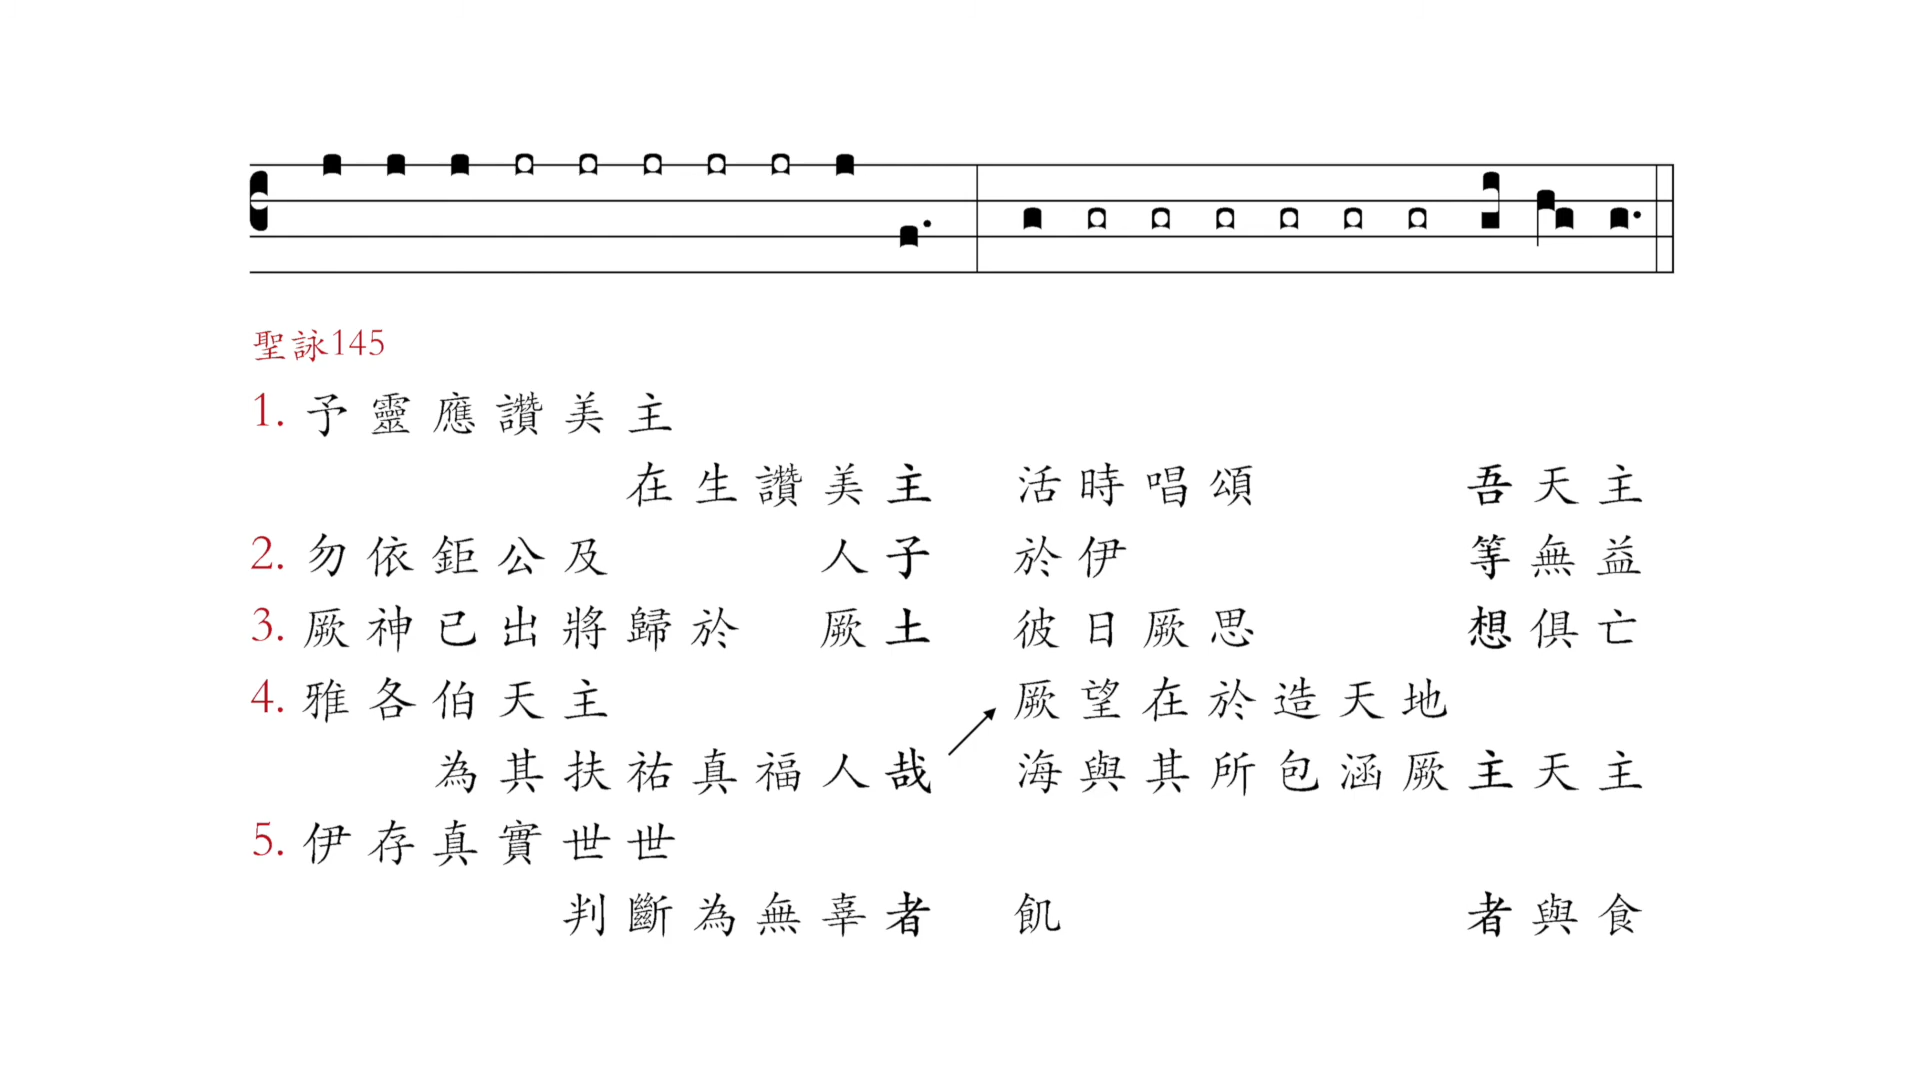 聖詠145
1. 予靈應讚美主
在生讚美主 活時唱頌 吾天主
2. 勿依鉅公及 人子 於伊 等無益
3. 厥神已出將歸於 厥土 彼日厥思 想俱亡
4. 雅各伯天主 厥望在於造天地
為其扶祐真福人哉 海與其所包涵厥主天主
5. 伊存真實世世
判斷為無辜者 飢 者與食